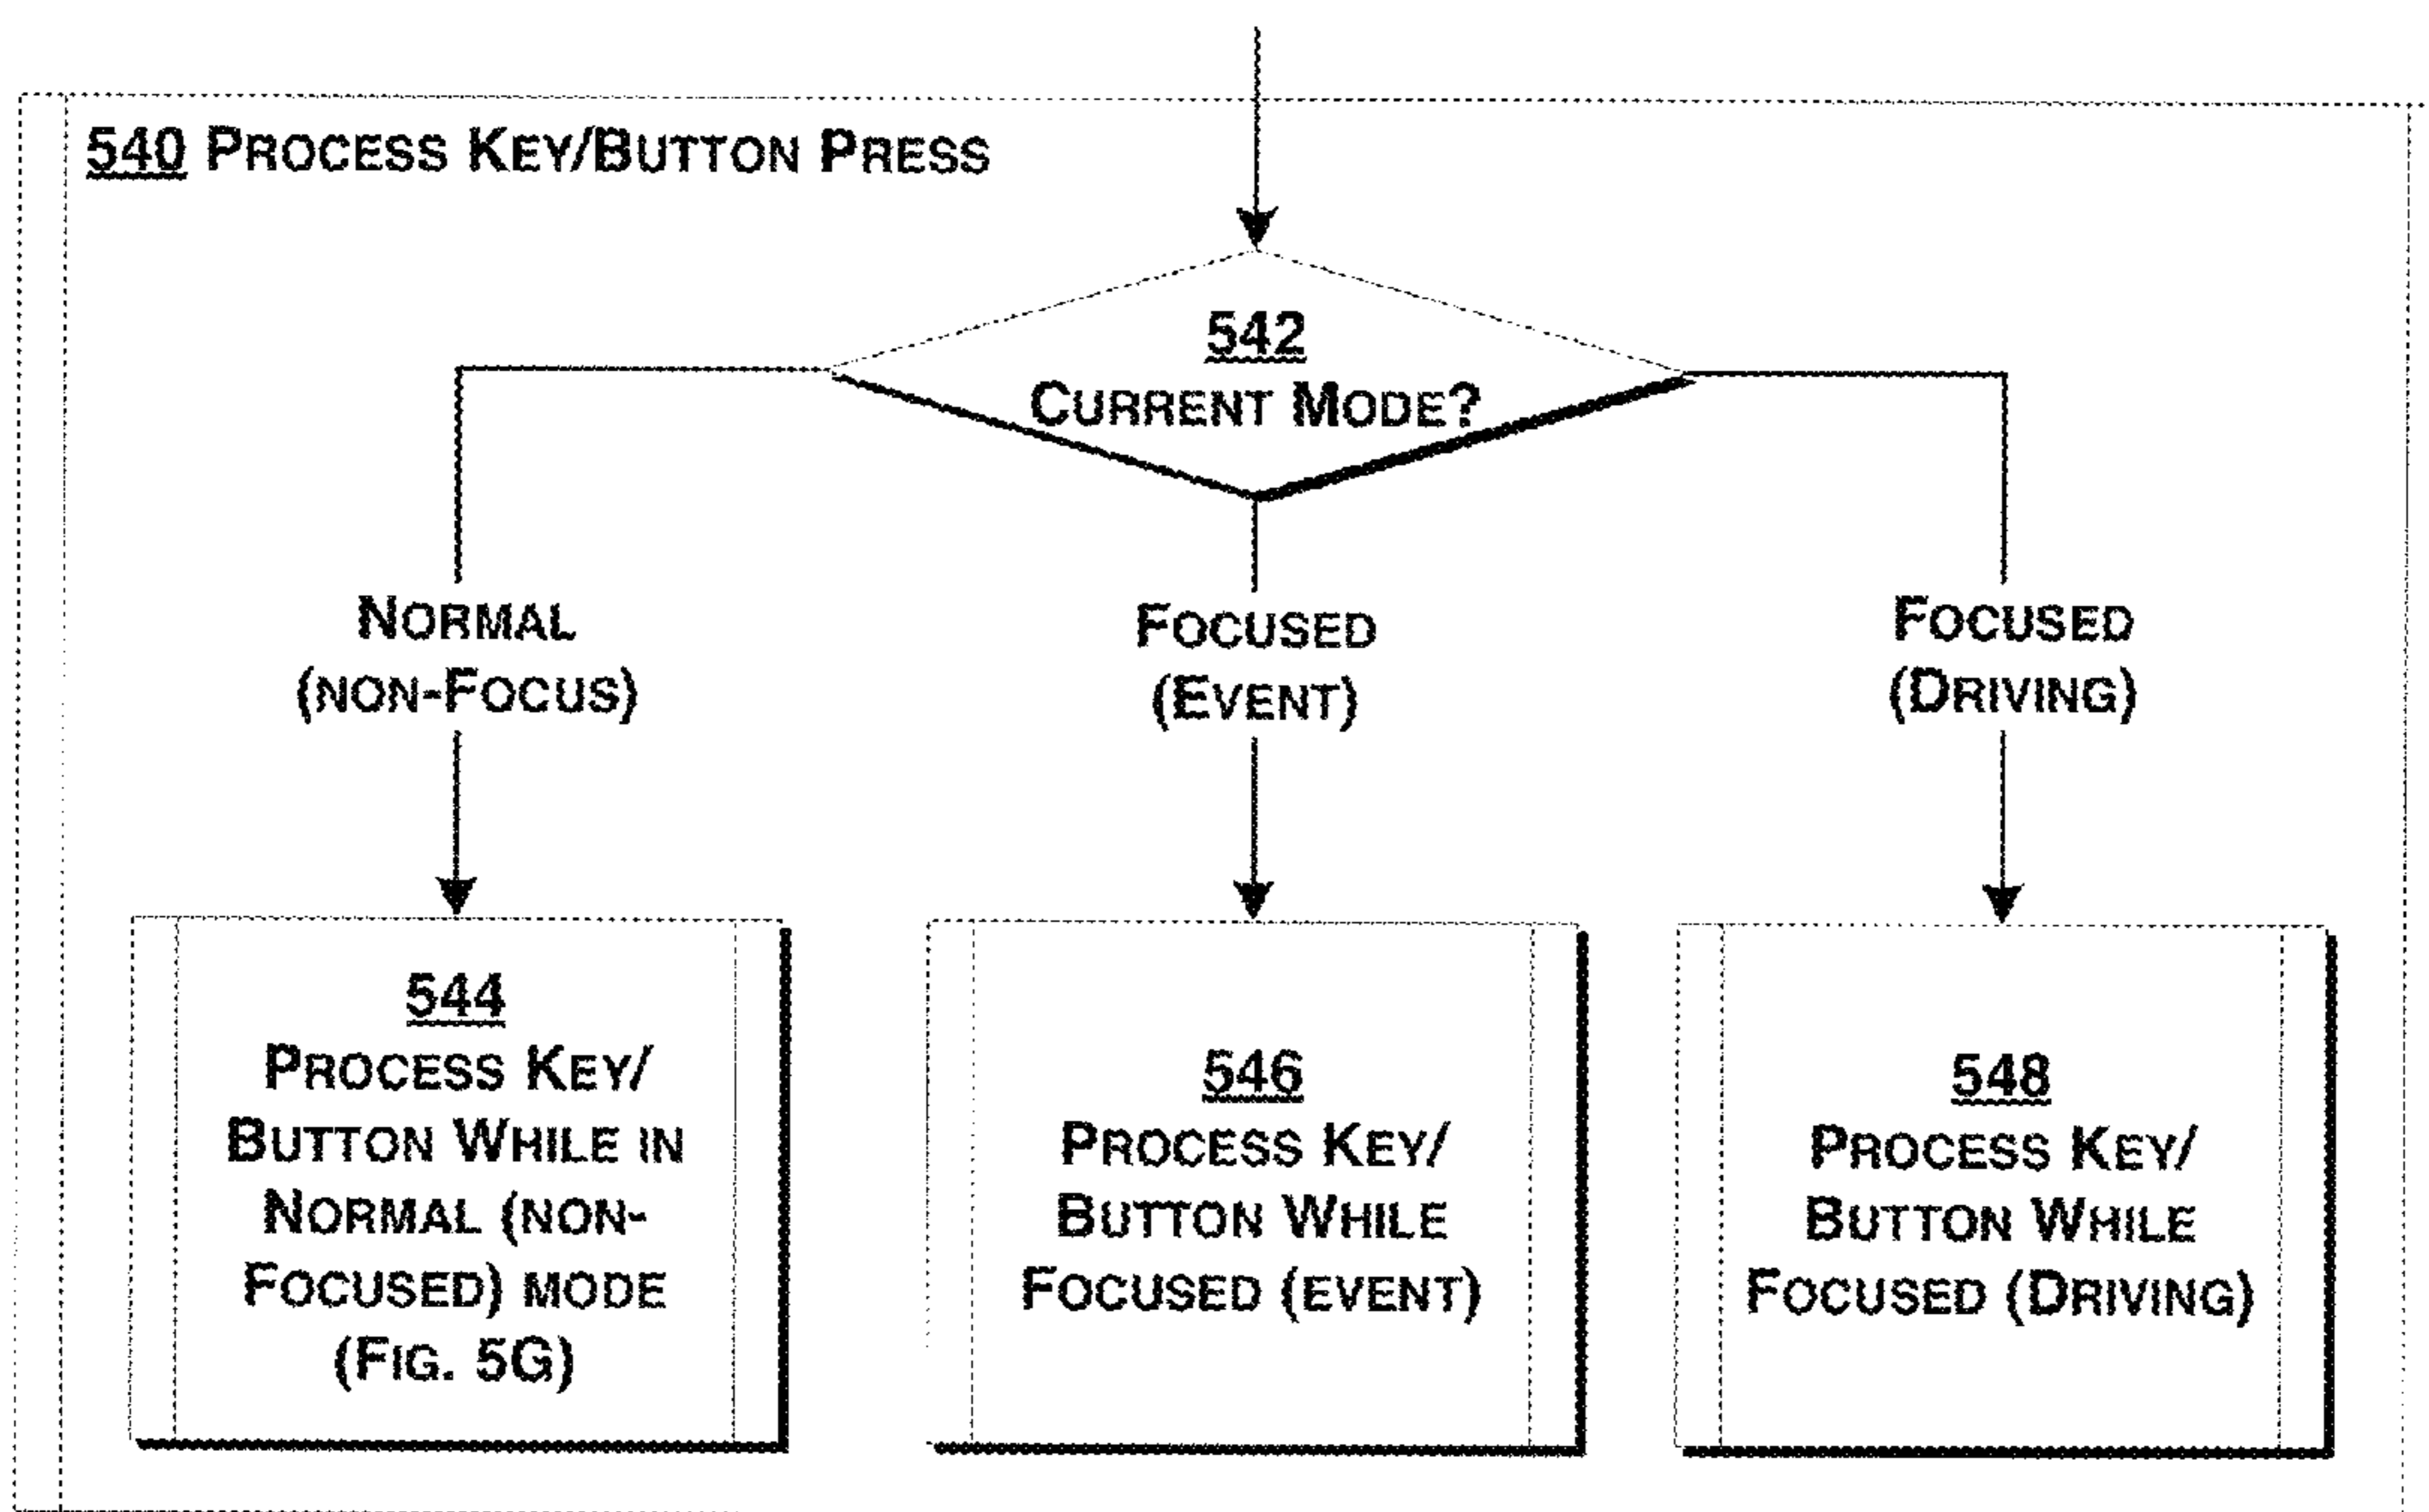 540 PROCESS KEY/BUTTON PRESS
542
CURRENT MODE?
NORMAL
(NON-FOCUS)
FOCUSED
(EVENT)
FOCUSED
(DRIVING)
544
PROCESS KEY/
BUTTON WHILE IN
NORMAL (NON-
FOCUSED) MODE
(FIG. 5G)
546
PROCESS KEY/
BUTTON WHILE
FOCUSED (EVENT)
548
PROCESS KEY/
BUTTON WHILE
FOCUSED (DRIVING)